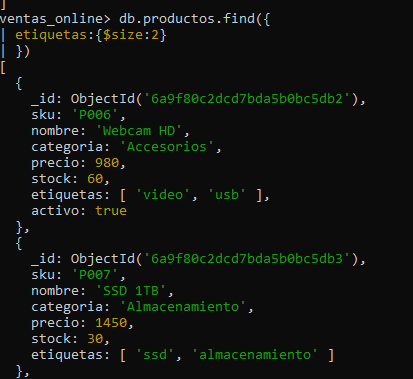 ]
ventas_online> db.productos.find({
| etiquetas:{$size:2}
| })
[
  {
    _id: ObjectId('6a9f80c2dcd7bda5b0bc5db2'),
    sku: 'P006',
    nombre: 'Webcam HD',
    categoria: 'Accesorios',
    precio: 980,
    stock: 60,
    etiquetas: [ 'video', 'usb' ],
    activo: true
  },
  {
    _id: ObjectId('6a9f80c2dcd7bda5b0bc5db3'),
    sku: 'P007',
    nombre: 'SSD 1TB',
    categoria: 'Almacenamiento',
    precio: 1450,
    stock: 30,
    etiquetas: [ 'ssd', 'almacenamiento' ]
  },